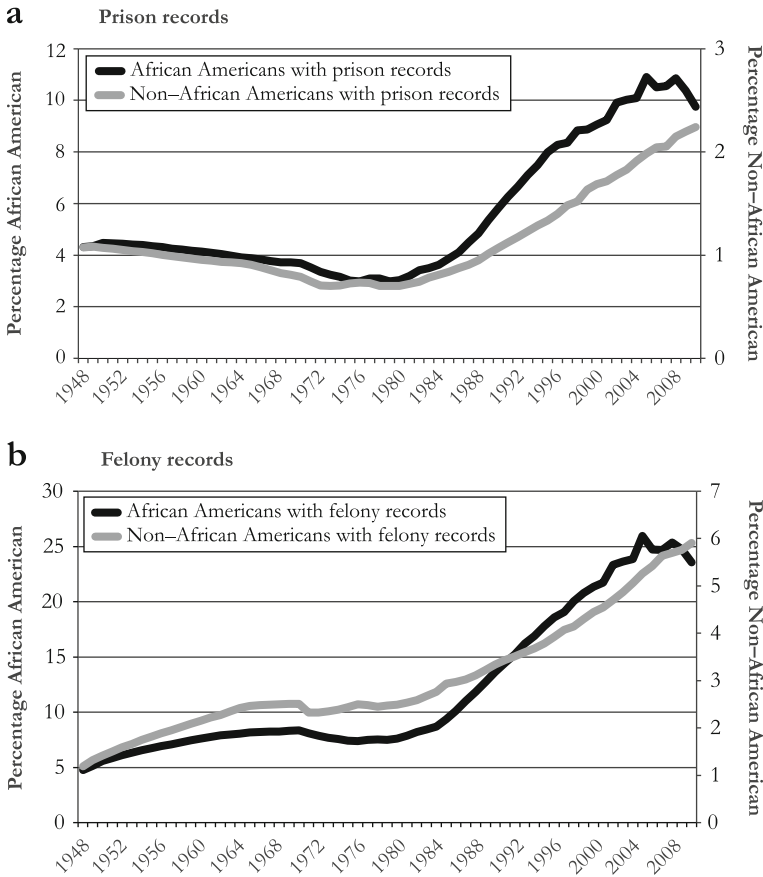 a
Prison records
African Americans with prison records
Non–African Americans with prison records
Percentage African American
12
10
8
6
4
2
0
3
2
1
0
Percentage Non–African American
1948 1952 1956 1960 1964 1968 1972 1976 1980 1984 1988 1992 1996 2000 2004 2008
b
Felony records
African Americans with felony records
Non–African Americans with felony records
Percentage African American
30
25
20
15
10
5
0
7
6
5
4
3
2
1
0
Percentage Non–African American
1948 1952 1956 1960 1964 1968 1972 1976 1980 1984 1988 1992 1996 2000 2004 2008